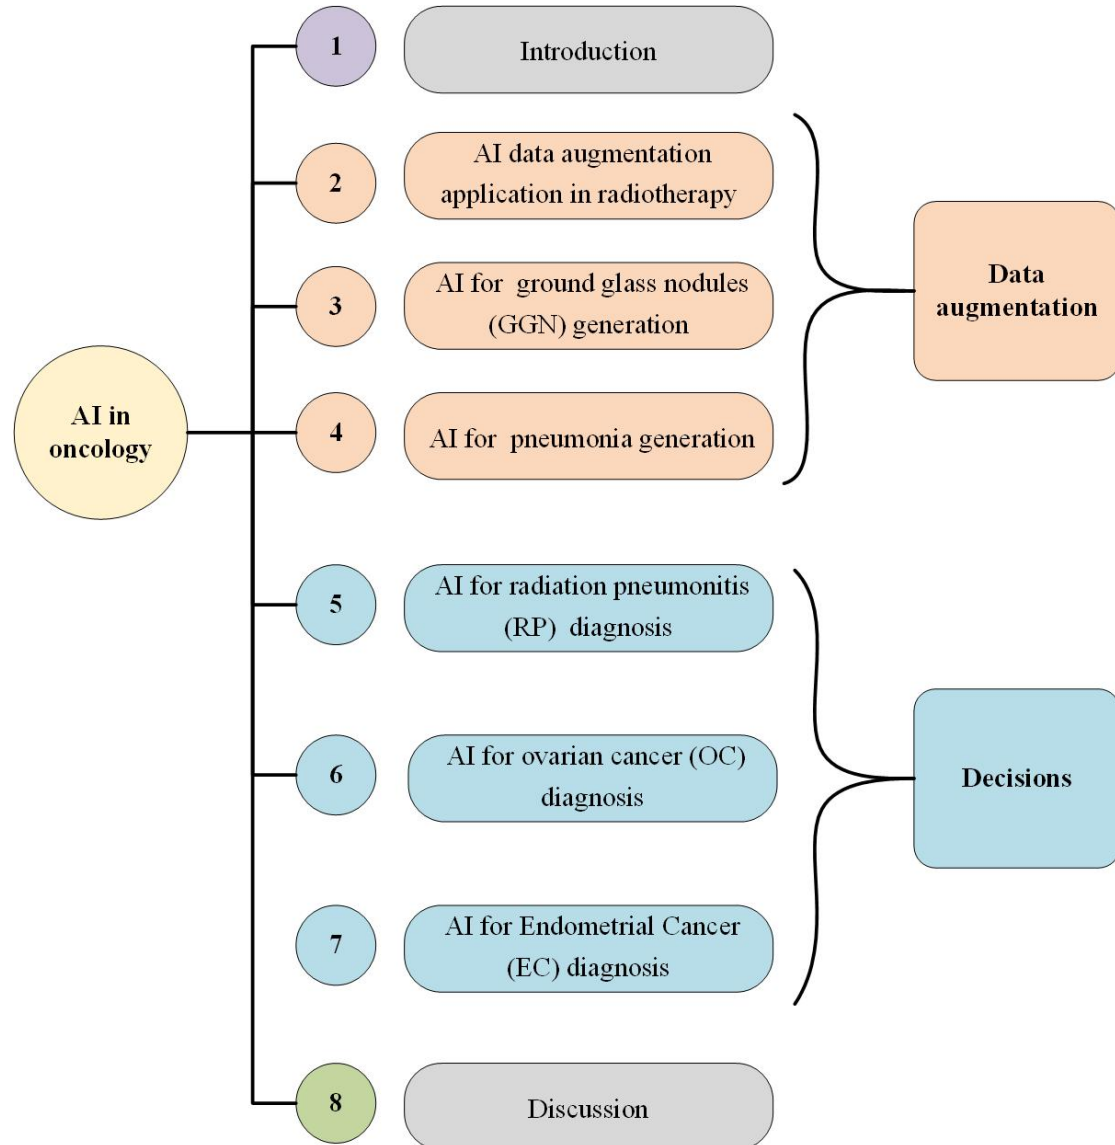 1
Introduction
2
AI data augmentation
application in radiotherapy
3
AI for ground glass nodules
(GGN) generation
Data
augmentation
4
AI for pneumonia generation
AI in
oncology
5
AI for radiation pneumonitis
(RP) diagnosis
6
AI for ovarian cancer (OC)
diagnosis
Decisions
7
AI for Endometrial Cancer
(EC) diagnosis
8
Discussion